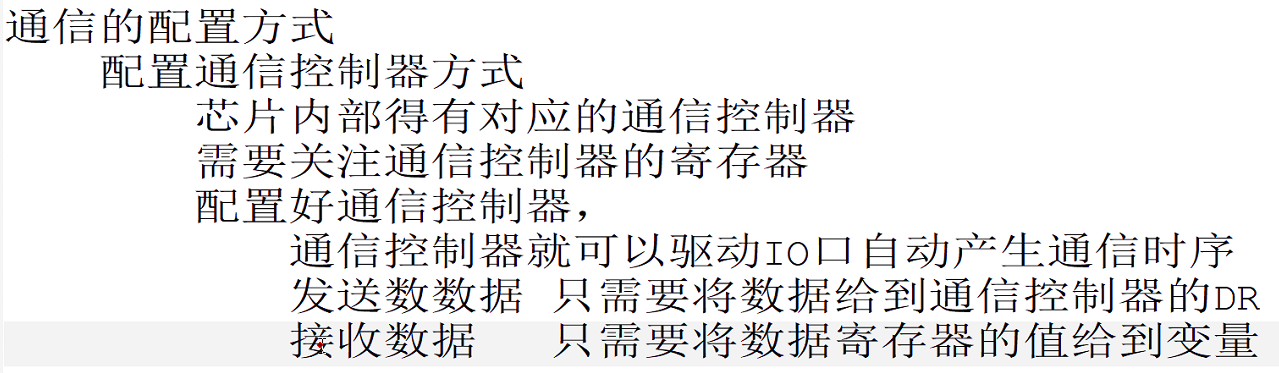 通信的配置方式
配置通信控制器方式
芯片内部得有对应的通信控制器
需要关注通信控制器的寄存器
配置好通信控制器，
通信控制器就可以驱动IO口自动产生通信时序
发送数数据 只需要将数据给到通信控制器的DR
接收数据 只需要将数据寄存器的值给到变量